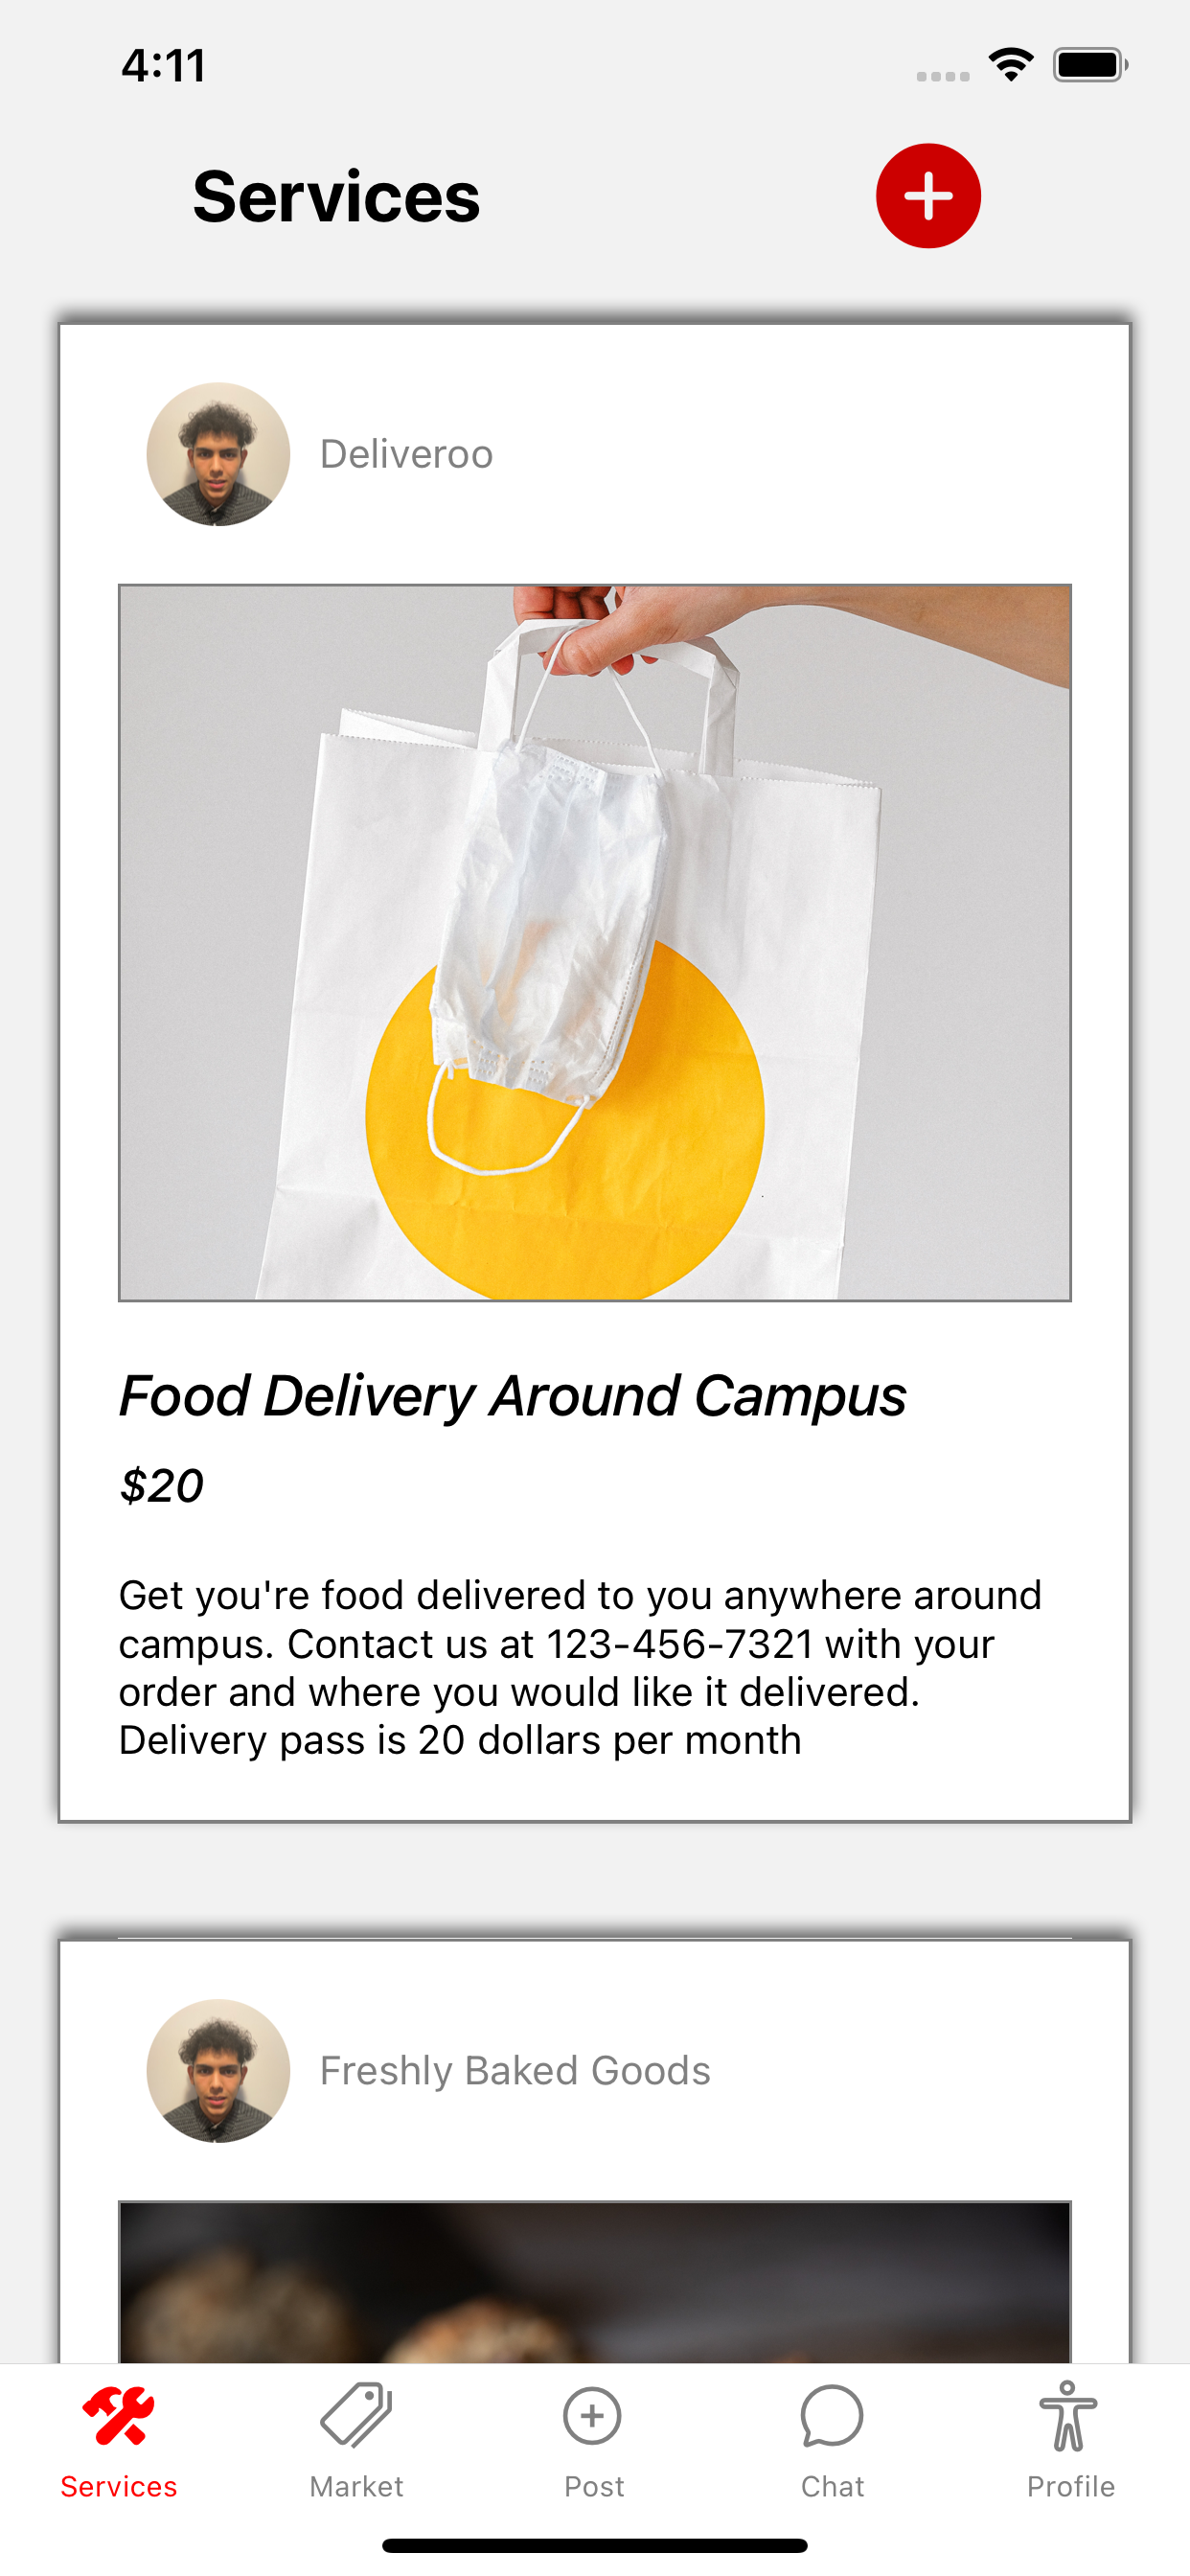 4:11
Services
Deliveroo
Food Delivery Around Campus
$20
Get you're food delivered to you anywhere around
campus. Contact us at 123-456-7321 with your
order and where you would like it delivered.
Delivery pass is 20 dollars per month
Freshly Baked Goods
Services Market Post Chat Profile